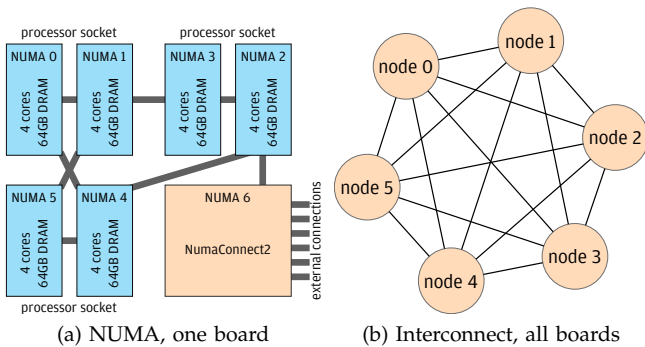 processor socket
processor socket
NUMA 0
NUMA 1
NUMA 3
NUMA 2
4 cores
64GB DRAM
4 cores
64GB DRAM
4 cores
64GB DRAM
4 cores
64GB DRAM
NUMA 5
NUMA 4
NUMA 6
4 cores
64GB DRAM
4 cores
64GB DRAM
NumaConnect2
external connections
processor socket
(a) NUMA, one board
node 0
node 1
node 2
node 5
node 3
node 4
(b) Interconnect, all boards